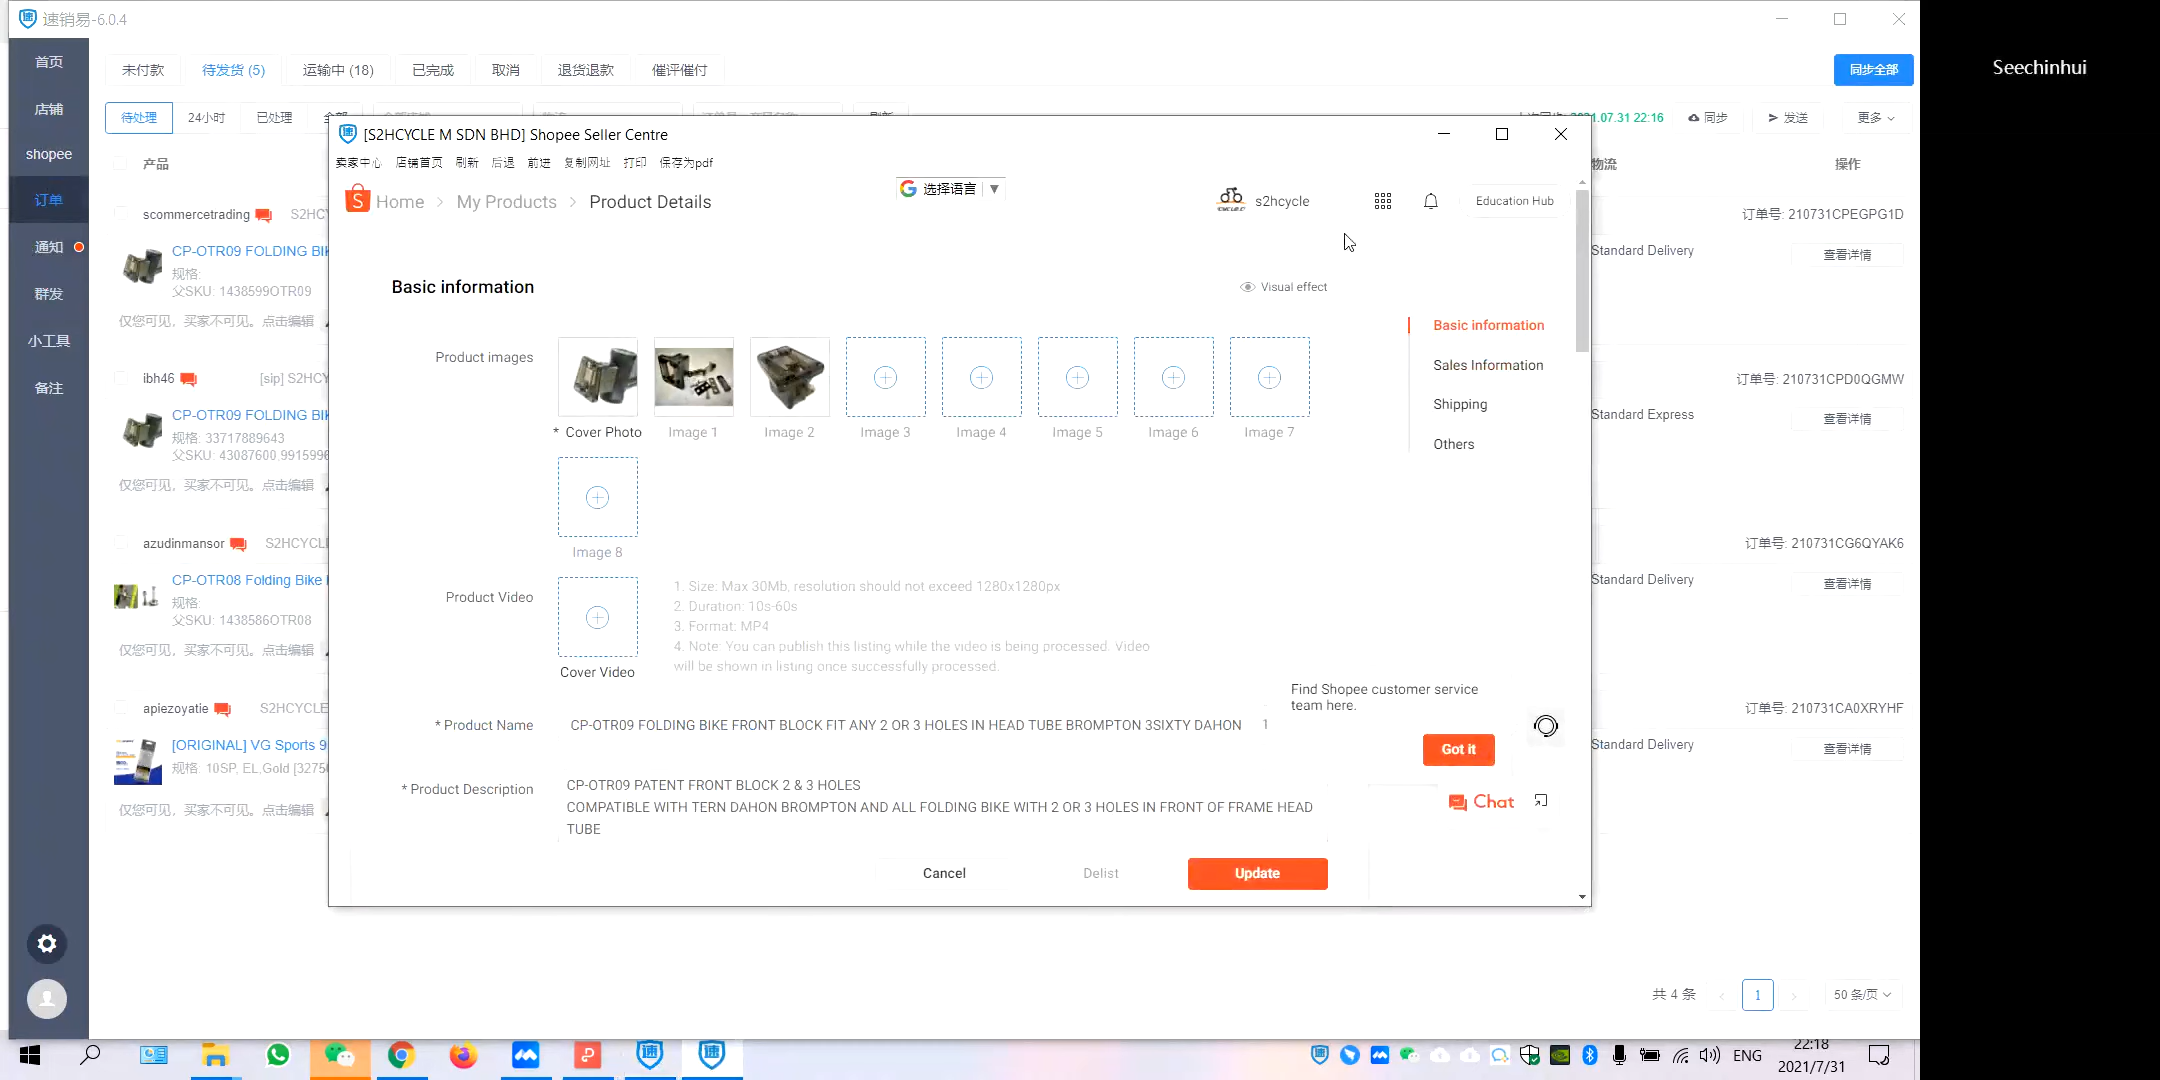 速销易-6.0.4
Seechinhui
首页
店铺
shopee
订单
通知
群发
小工具
备注
未付款
待发货 (5)
运输中 (18)
已完成
取消
退货退款
催评催付
同步全部
待处理
24小时
已处理
1.07.31 22:16
同步
发送
更多
产品
物流
操作
scommercetrading S2HCY
订单号: 210731CPEGPG1D
CP-OTR09 FOLDING BI
规格:
父SKU: 1438599OTR09
仅您可见，买家不可见。点击编辑
Standard Delivery
查看详情
ibh46 [sip] S2HCY
订单号: 210731CPD0QGMW
CP-OTR09 FOLDING BI
规格: 33717889643
父SKU: 43087600 9915996
仅您可见，买家不可见。点击编辑
Standard Express
查看详情
azudinmansor S2HCYCL
订单号: 210731CG6QYAK6
CP-OTR08 Folding Bike
规格:
父SKU: 1438586OTR08
仅您可见，买家不可见。点击编辑
Standard Delivery
查看详情
apiezoyatie S2HCYCLE
订单号: 210731CA0XRYHF
[ORIGINAL] VG Sports 9
规格: 10SP, EL,Gold [3275
仅您可见，买家不可见。点击编辑
Standard Delivery
查看详情
共 4 条
1
50 条/页
[S2HCYCLE M SDN BHD] Shopee Seller Centre
卖家中心 店铺首页 刷新 后退 前进 复制网址 打印 保存为pdf
Home > My Products > Product Details
选择语言
s2hcycle
Education Hub
Basic information
Visual effect
Product images
* Cover Photo
Image 1
Image 2
Image 3
Image 4
Image 5
Image 6
Image 7
Image 8
Basic information
Sales Information
Shipping
Others
Product Video
Cover Video
1. Size: Max 30Mb, resolution should not exceed 1280x1280px
2. Duration: 10s-60s
3. Format: MP4
4. Note: You can publish this listing while the video is being processed. Video
will be shown in listing once successfully processed.
* Product Name
CP-OTR09 FOLDING BIKE FRONT BLOCK FIT ANY 2 OR 3 HOLES IN HEAD TUBE BROMPTON 3SIXTY DAHON
1
* Product Description
CP-OTR09 PATENT FRONT BLOCK 2 & 3 HOLES
COMPATIBLE WITH TERN DAHON BROMPTON AND ALL FOLDING BIKE WITH 2 OR 3 HOLES IN FRONT OF FRAME HEAD
TUBE
Find Shopee customer service
team here.
Got it
Chat
Cancel
Delist
Update
ENG
22:18
2021/7/31